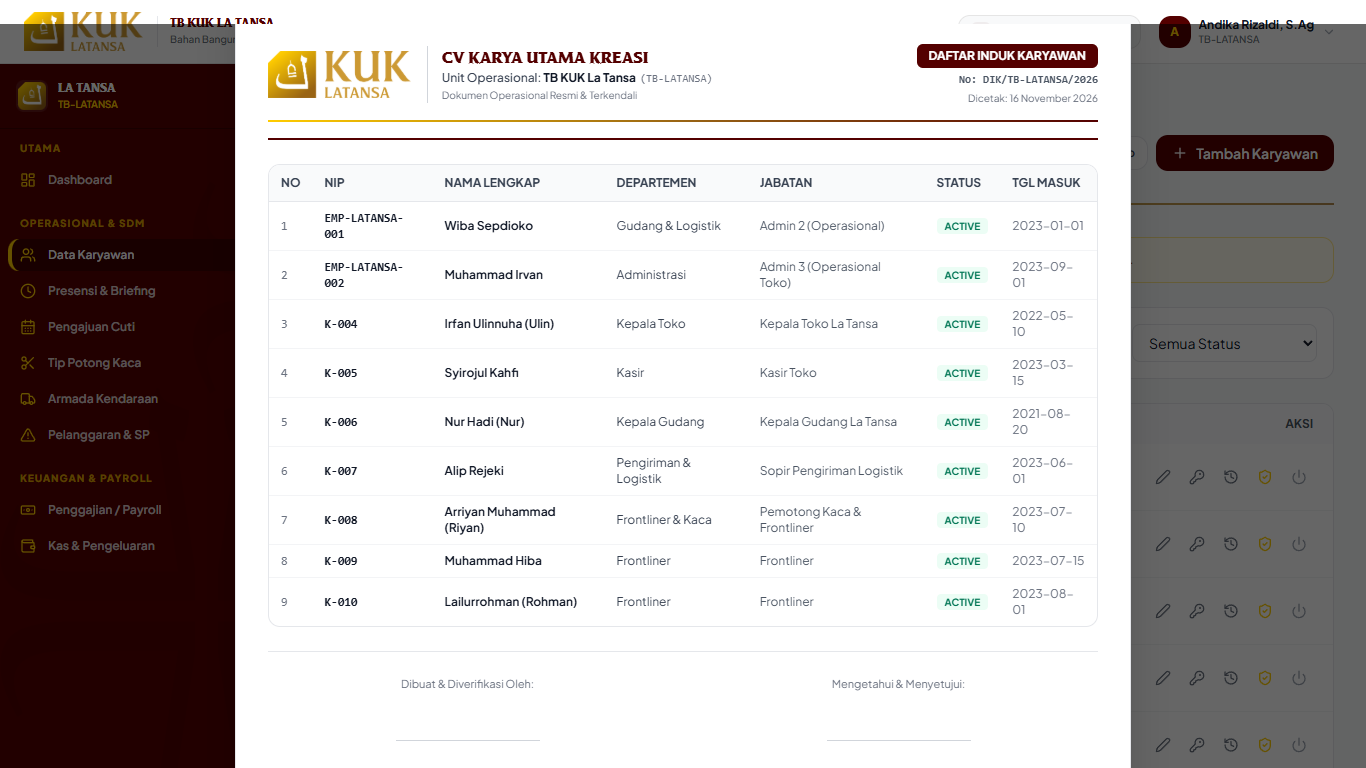 KUK
LATANSA
TB KUK LA TANSA
Bahan Bangu
Andika Rizaldi, S.Ag
TB-LATANSA
A
LA TANSA
TB-LATANSA
UTAMA
Dashboard
OPERASIONAL & SDM
Data Karyawan
Presensi & Briefing
Pengajuan Cuti
Tip Potong Kaca
Armada Kendaraan
Pelanggaran & SP
KEUANGAN & PAYROLL
Penggajian / Payroll
Kas & Pengeluaran
KUK
LATANSA
CV KARYA UTAMA KREASI
Unit Operasional: TB KUK La Tansa (TB-LATANSA)
Dokumen Operasional Resmi & Terkendali
DAFTAR INDUK KARYAWAN
No: DIK/TB-LATANSA/2026
Dicetak: 16 November 2026
NO NIP NAMA LENGKAP DEPARTEMEN JABATAN STATUS TGL MASUK
1 EMP-LATANSA-001 Wiba Sepdioko Gudang & Logistik Admin 2 (Operasional) ACTIVE 2023-01-01
2 EMP-LATANSA-002 Muhammad Irvan Administrasi Admin 3 (Operasional Toko) ACTIVE 2023-09-01
3 K-004 Irfan Ulinnuha (Ulin) Kepala Toko Kepala Toko La Tansa ACTIVE 2022-05-10
4 K-005 Syirojul Kahfi Kasir Kasir Toko ACTIVE 2023-03-15
5 K-006 Nur Hadi (Nur) Kepala Gudang Kepala Gudang La Tansa ACTIVE 2021-08-20
6 K-007 Alip Rejeki Pengiriman & Logistik Sopir Pengiriman Logistik ACTIVE 2023-06-01
7 K-008 Arriyan Muhammad (Riyan) Frontliner & Kaca Pemotong Kaca & Frontliner ACTIVE 2023-07-10
8 K-009 Muhammad Hiba Frontliner Frontliner ACTIVE 2023-07-15
9 K-010 Lailurrohman (Rohman) Frontliner Frontliner ACTIVE 2023-08-01
Dibuat & Diverifikasi Oleh:
Mengetahui & Menyetujui:
Tambah Karyawan
Semua Status
AKSI